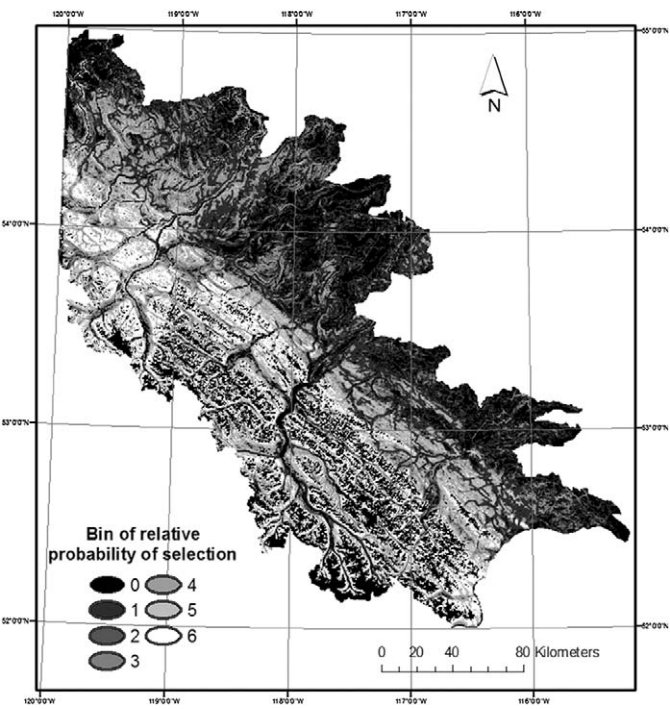 120°0'0"W 119°0'0"W 118°0'0"W 117°0'0"W 116°0'0"W
55°0'0"N
N
54°0'0"N 54°0'0"N
53°0'0"N 53°0'0"N
Bin of relative
probability of selection
0 4
1 5
2 6
3
52°0'0"N 52°0'0"N
0 20 40 80 Kilometers
120°0'0"W 119°0'0"W 118°0'0"W 117°0'0"W 116°0'0"W